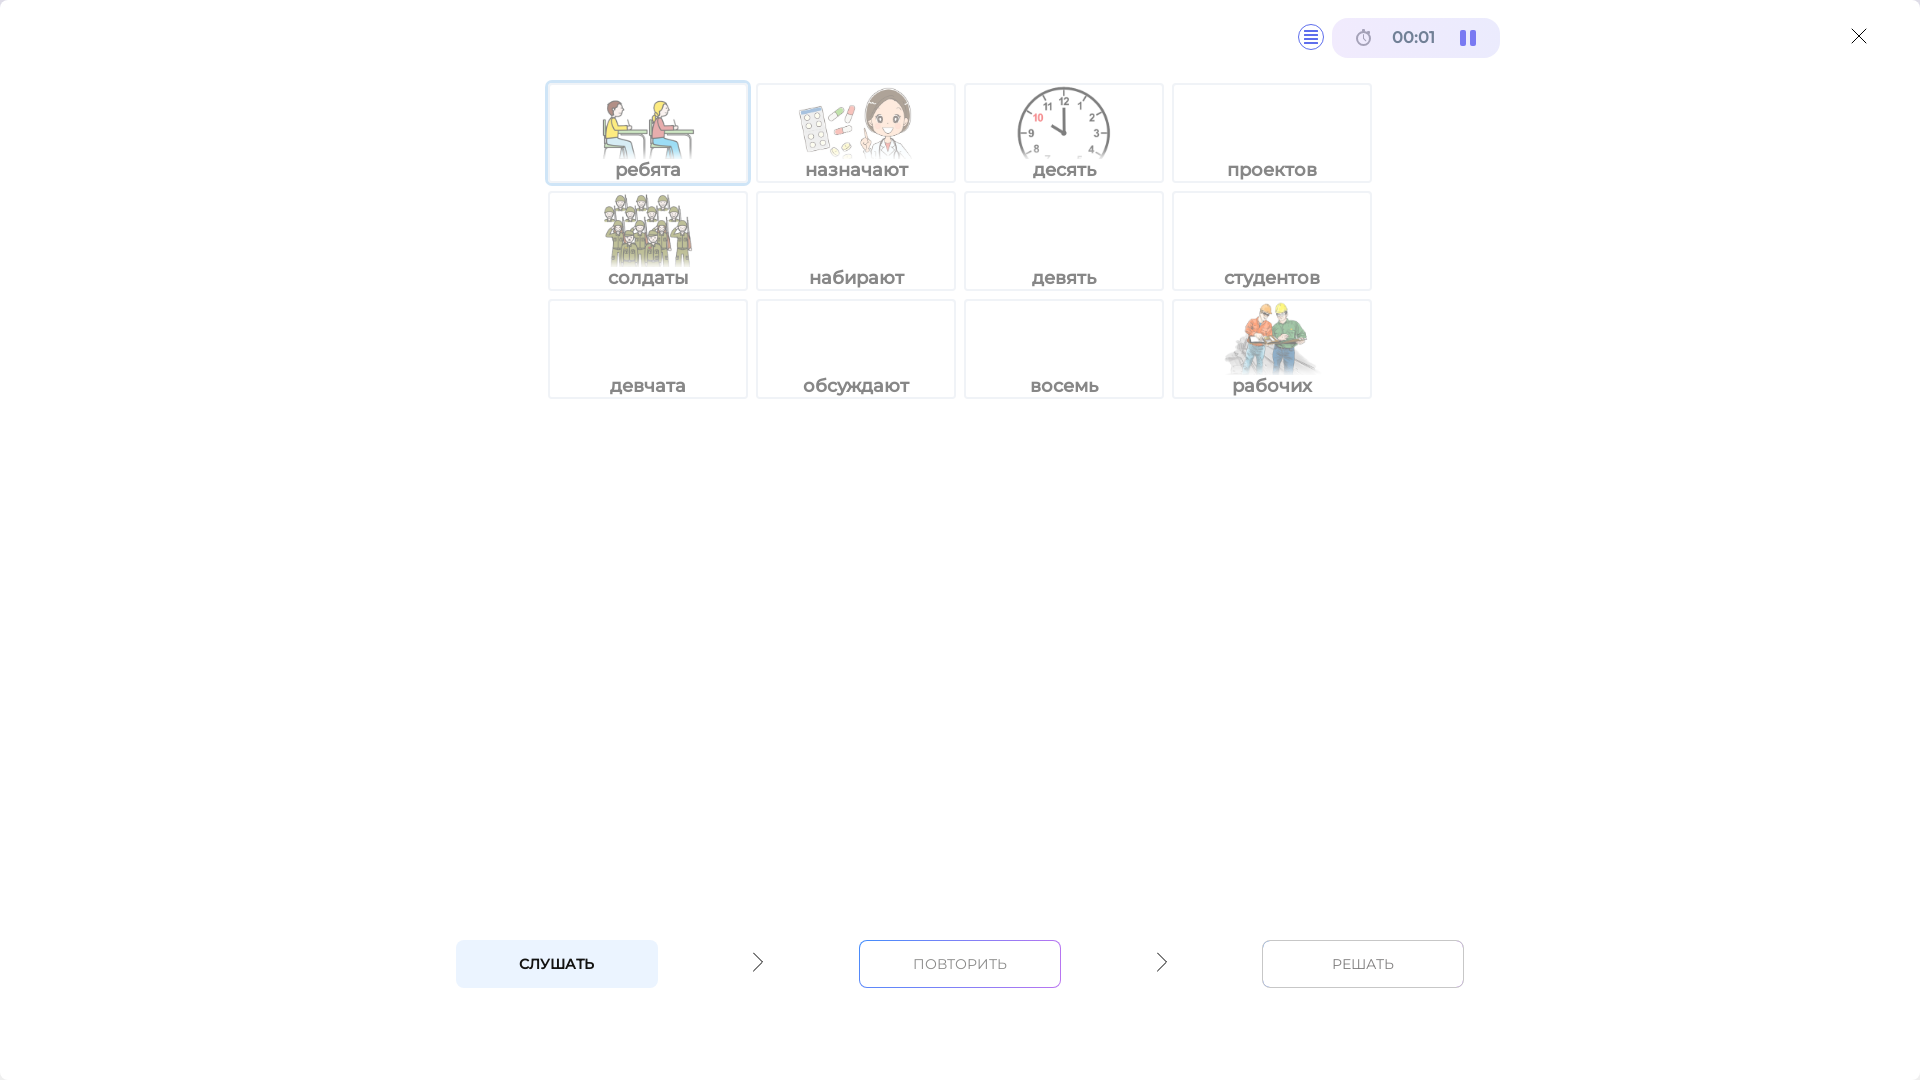 00:01
ребята
назначают
десять
проектов
солдаты
набирают
девять
студентов
девчата
обсуждают
восемь
рабочих
СЛУШАТЬ
ПОВТОРИТЬ
РЕШАТЬ